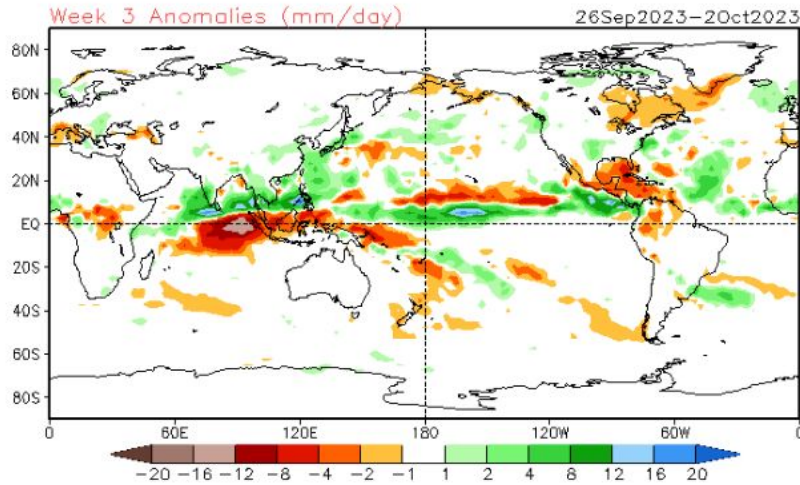 Week 3 Anomalies (mm/day) 26Sep2023-2Oct2023
80N
60N
40N
20N
EQ
20S
40S
60S
80S
0 60E 120E 180 120W 60W 0
-20 -16 -12 -8 -4 -2 -1 1 2 4 8 12 16 20